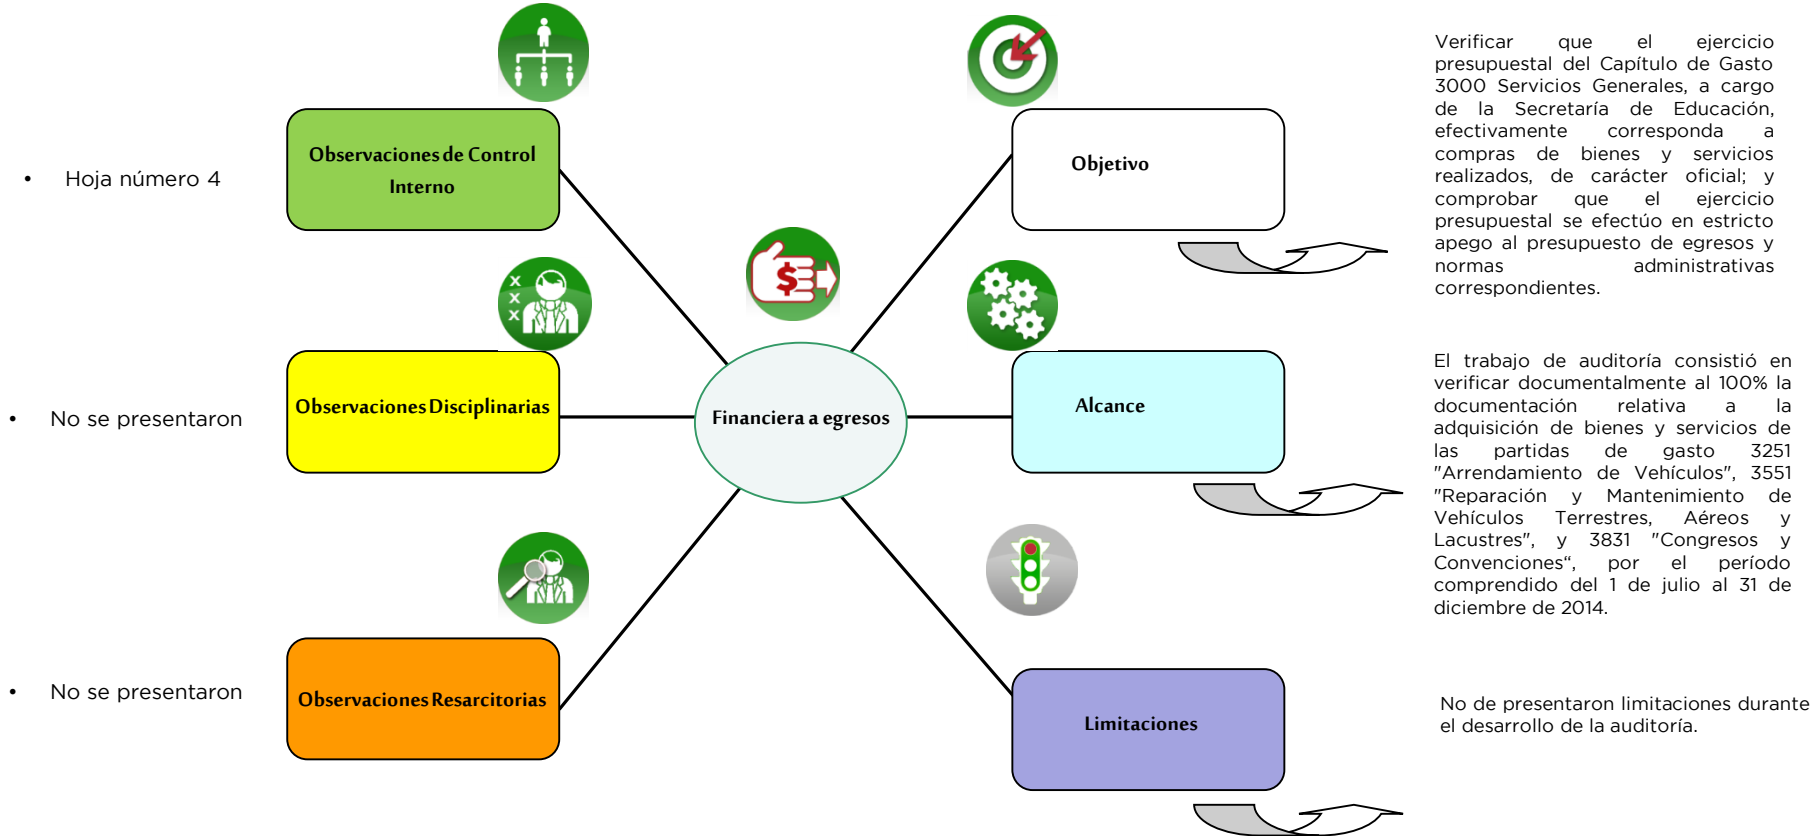 Observaciones de Control
Interno
• Hoja número 4
Observaciones Disciplinarias
• No se presentaron
Observaciones Resarcitorias
• No se presentaron
$
x
x
x
Financiera a egresos
Objetivo
Verificar que el ejercicio
presupuestal del Capítulo de Gasto
3000 Servicios Generales, a cargo
de la Secretaría de Educación,
efectivamente corresponda a
compras de bienes y servicios
realizados, de carácter oficial; y
comprobar que el ejercicio
presupuestal se efectúo en estricto
apego al presupuesto de egresos y
normas administrativas
correspondientes.
Alcance
El trabajo de auditoría consistió en
verificar documentalmente al 100% la
documentación relativa a la
adquisición de bienes y servicios de
las partidas de gasto 3251
"Arrendamiento de Vehículos", 3551
"Reparación y Mantenimiento de
Vehículos Terrestres, Aéreos y
Lacustres", y 3831 "Congresos y
Convenciones“, por el período
comprendido del 1 de julio al 31 de
diciembre de 2014.
Limitaciones
No de presentaron limitaciones durante
el desarrollo de la auditoría.